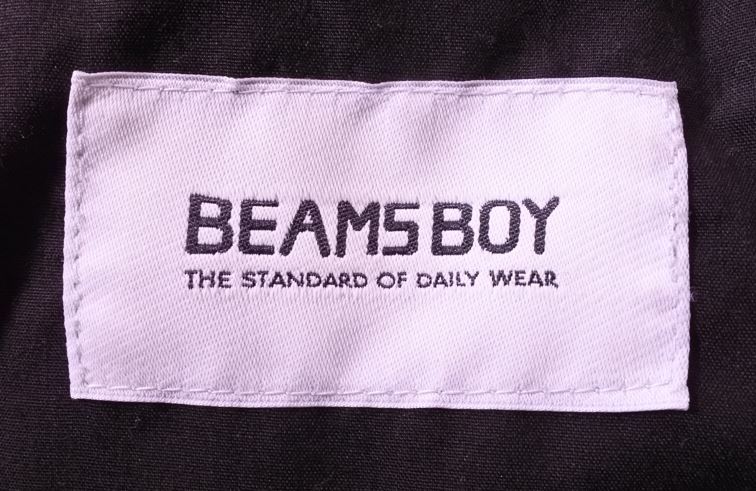 BEAMS BOY
THE STANDARD OF DAILY WEAR